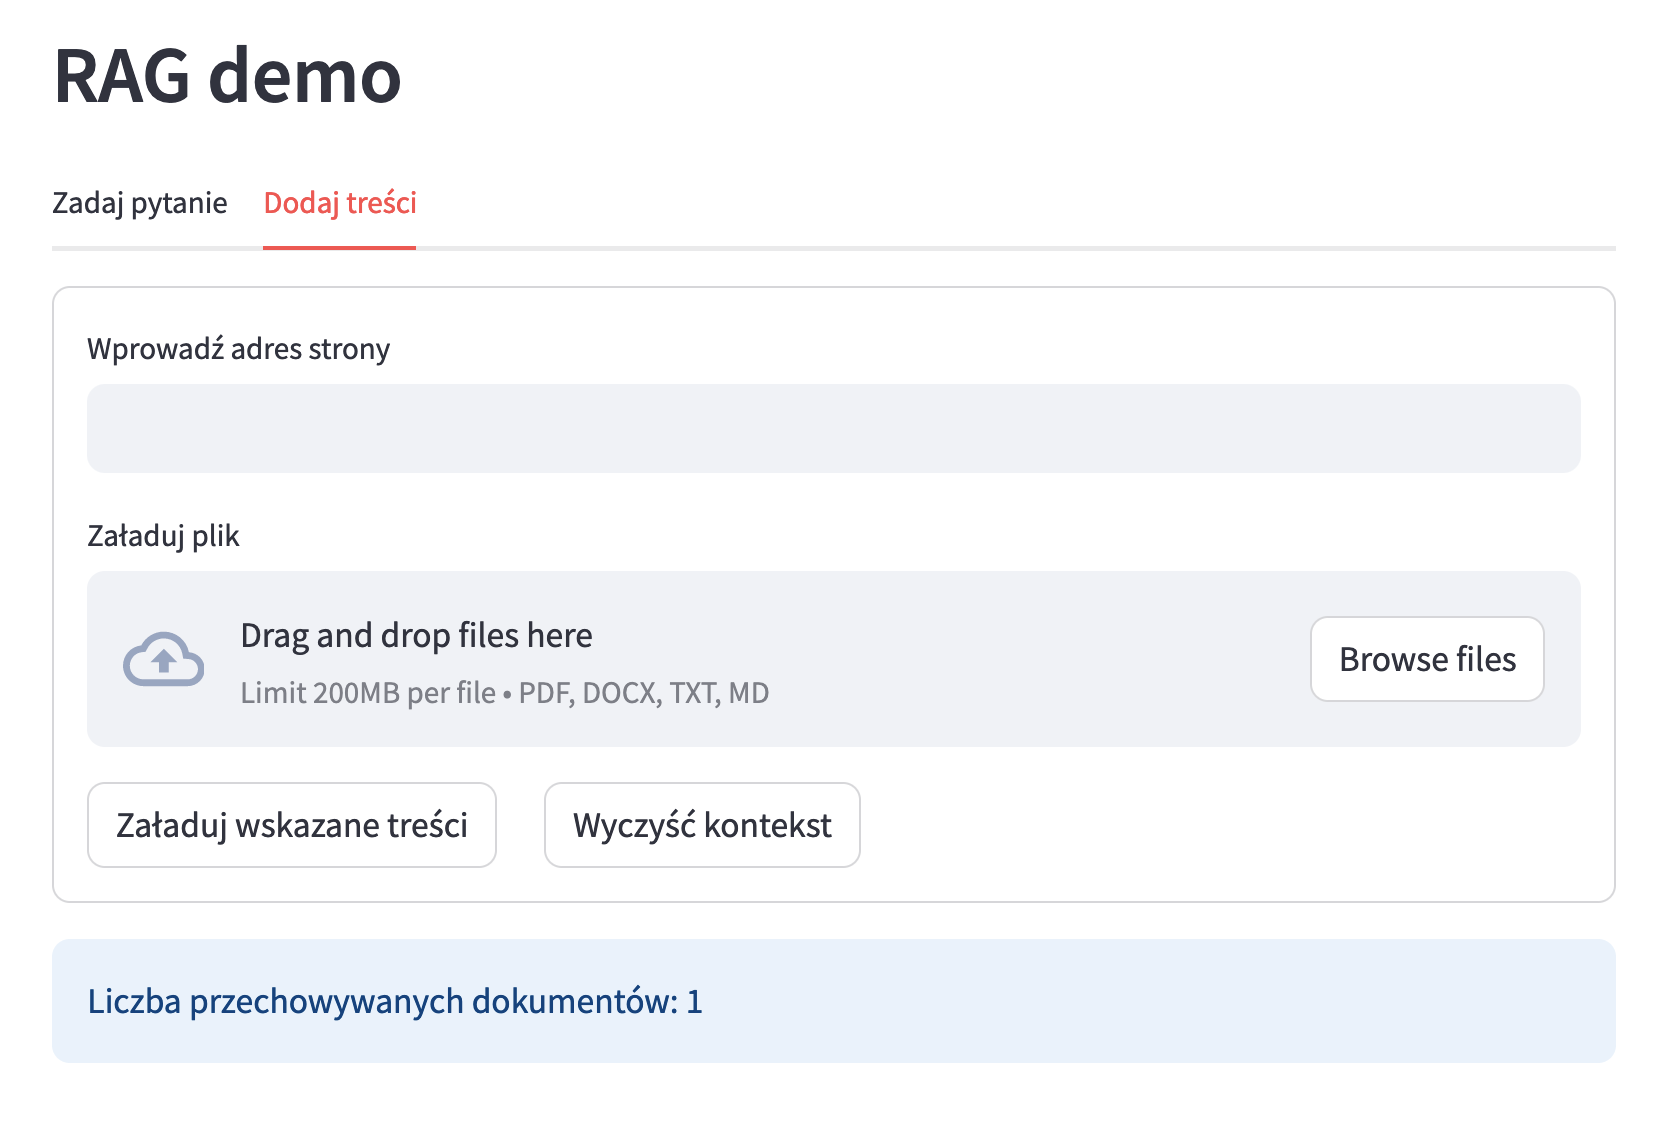 RAG demo
Zadaj pytanie Dodaj treści
Wprowadź adres strony
Załaduj plik
Drag and drop files here
Limit 200MB per file • PDF, DOCX, TXT, MD
Browse files
Załaduj wskazane treści Wyczyść kontekst
Liczba przechowywanych dokumentów: 1